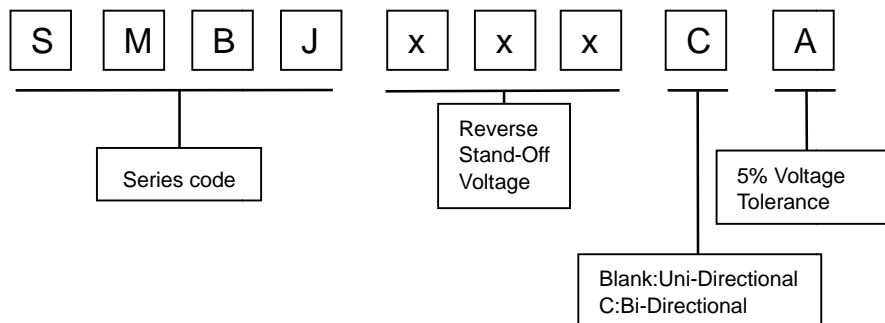 S M B J x x x C A
Series code
Reverse
Stand-Off
Voltage
5% Voltage
Tolerance
Blank:Uni-Directional
C:Bi-Directional